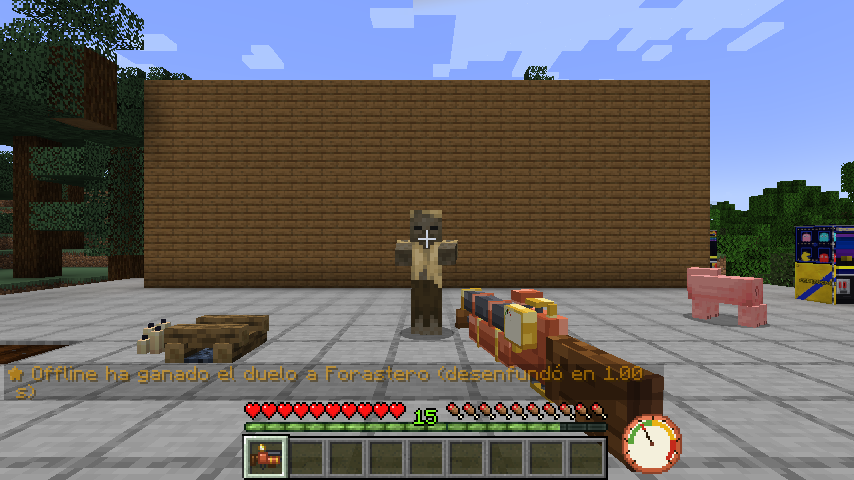 ★ Offline ha ganado el duelo a Forastero (desenfundó en 1.00
s)
15